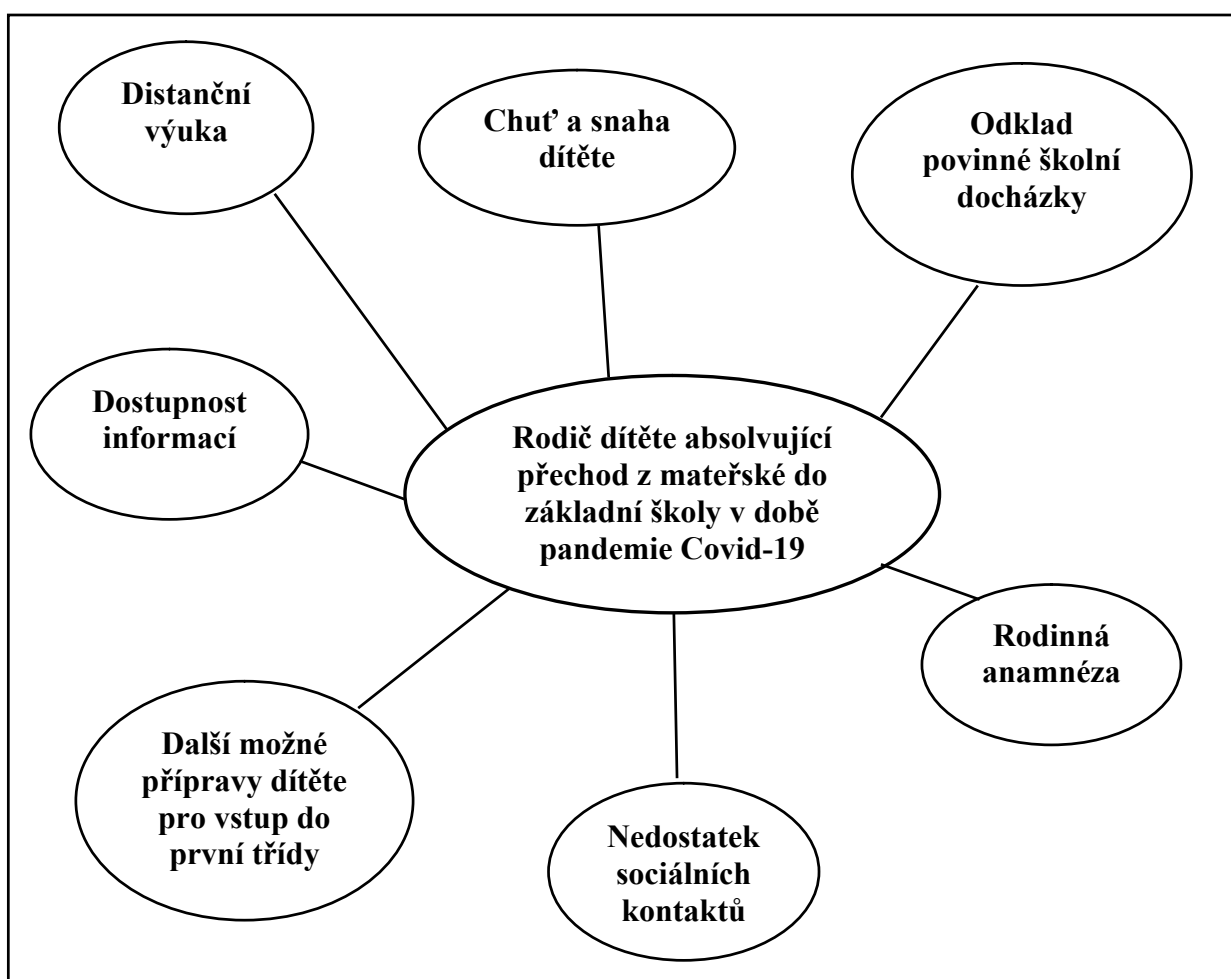 Distanční
výuka
Chuť a snaha
dítěte
Odklad
povinné školní
docházky
Dostupnost
informací
Rodič dítěte absolvující
přechod z mateřské do
základní školy v době
pandemie Covid-19
Rodinná
anamnéza
Další možné
přípravy dítěte
pro vstup do
první třídy
Nedostatek
sociálních
kontaktů